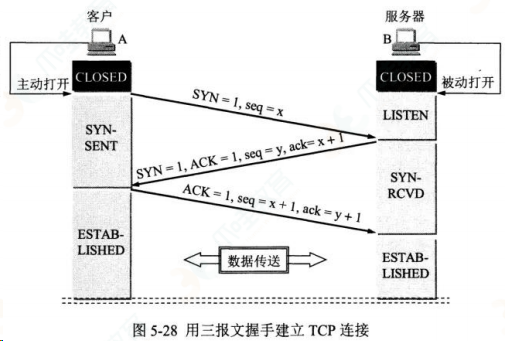 客户
服务器
A
B
主动打开
CLOSED
CLOSED
被动打开
SYN = 1, seq = x
LISTEN
SYN-
SENT
SYN = 1, ACK = 1, seq = y, ack= x + 1
SYN-
RCVD
ACK = 1, seq = x + 1, ack = y + 1
ESTAB-
LISHED
数据传送
ESTAB-
LISHED
图 5-28 用三报文握手建立 TCP 连接